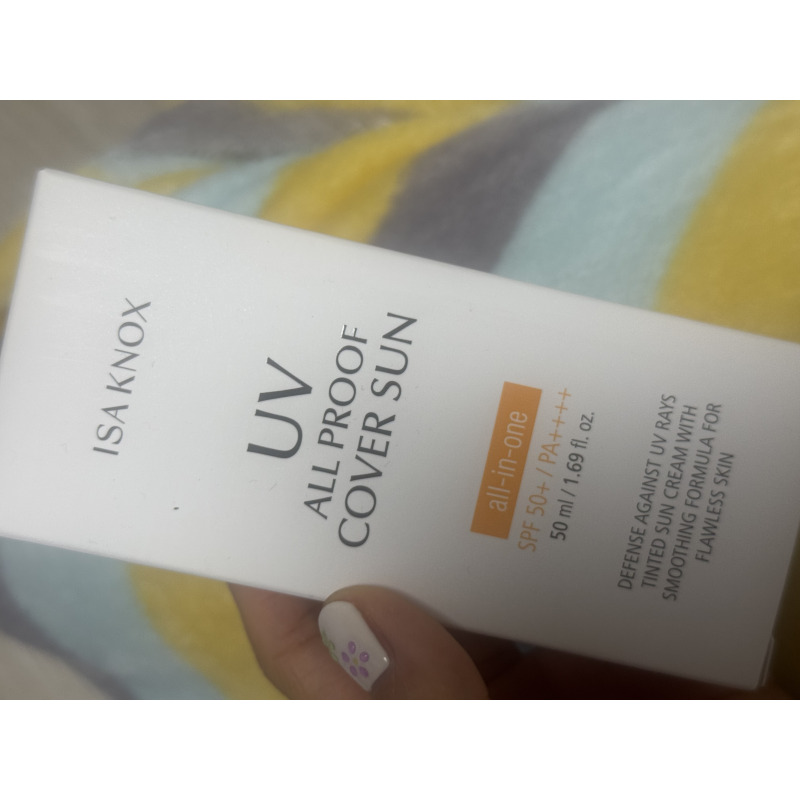 ISA KNOX
UV
ALL PROOF
COVER SUN
all-in-one
SPF 50+ / PA++++
50 ml / 1.69 fl. oz.
DEFENSE AGAINST UV RAYS
TINTED SUN CREAM WITH
SMOOTHING FORMULA FOR
FLAWLESS SKIN